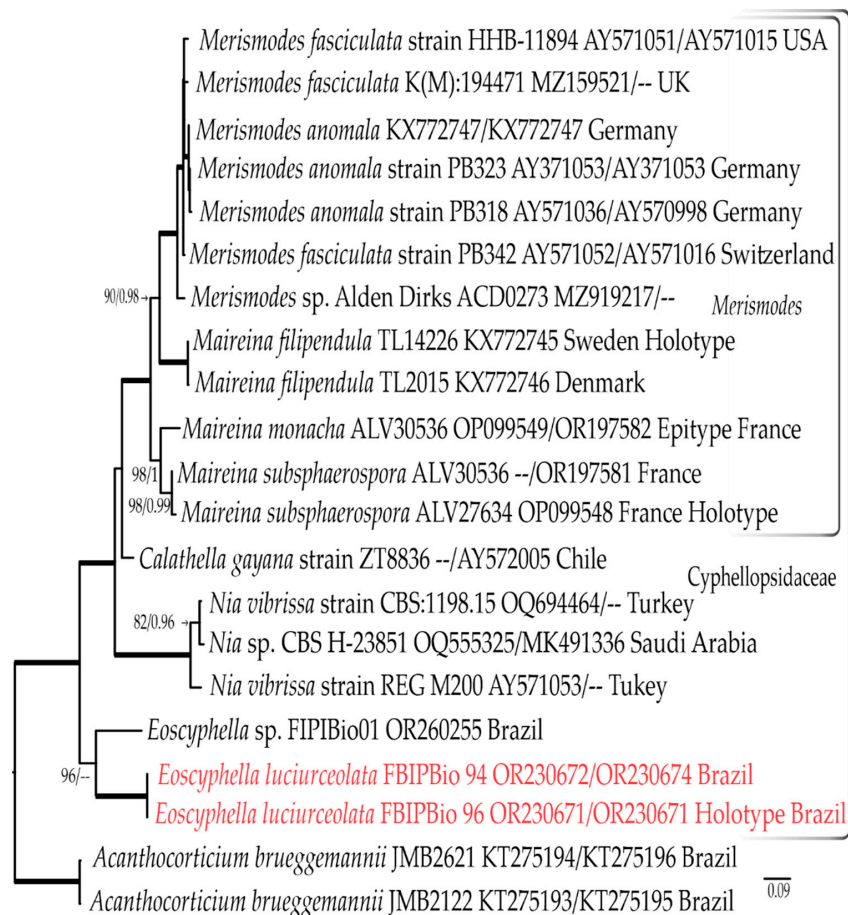 Merismodes fasciculata strain HHB-11894 AY571051/AY571015 USA
Merismodes fasciculata K(M):194471 MZ159521/-- UK
Merismodes anomala KX772747/KX772747 Germany
Merismodes anomala strain PB323 AY371053/AY371053 Germany
Merismodes anomala strain PB318 AY571036/AY570998 Germany
Merismodes fasciculata strain PB342 AY571052/AY571016 Switzerland
90/0.98
Merismodes sp. Alden Dirks ACD0273 MZ919217/--
Merismodes
Maireina filipendula TL14226 KX772745 Sweden Holotype
Maireina filipendula TL2015 KX772746 Denmark
Maireina monacha ALV30536 OP099549/OR197582 Epitype France
98/1
Maireina subsphaerospora ALV30536 --/OR197581 France
98/0.99
Maireina subsphaerospora ALV27634 OP099548 France Holotype
Calathella gayana strain ZT8836 --/AY572005 Chile
Cyphellopsidaceae
Nia vibrissa strain CBS:1198.15 OQ694464/-- Turkey
82/0.96
Nia sp. CBS H-23851 OQ555325/MK491336 Saudi Arabia
Nia vibrissa strain REG M200 AY571053/-- Tukey
Eoscyphella sp. FIPIBio01 OR260255 Brazil
96/--
Eoscyphella luciurceolata FBIPBio 94 OR230672/OR230674 Brazil
Eoscyphella luciurceolata FBIPBio 96 OR230671/OR230671 Holotype Brazil
Acanthocorticium brueggemannii JMB2621 KT275194/KT275196 Brazil
0.09
Acanthocorticium brueggemannii JMB2122 KT275193/KT275195 Brazil